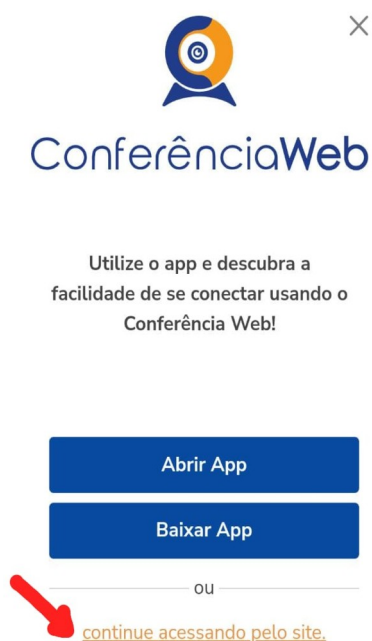 ConferênciaWeb
Utilize o app e descubra a
facilidade de se conectar usando o
Conferência Web!
Abrir App
Baixar App
ou
continue acessando pelo site.